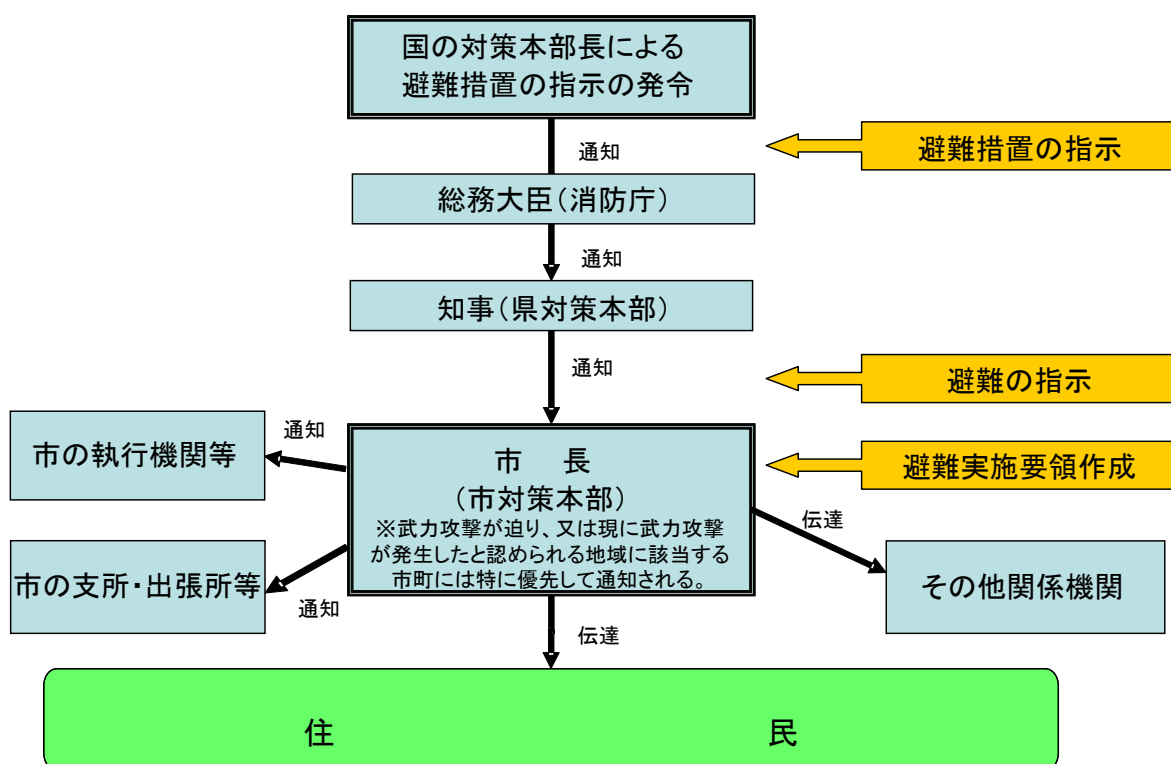 国の対策本部長による
避難措置の指示の発令
通知
避難措置の指示
総務大臣(消防庁)
通知
知事(県対策本部)
通知
避難の指示
市の執行機関等
通知
市　長
(市対策本部)
※武力攻撃が迫り、又は現に武力攻撃
が発生したと認められる地域に該当する
市町には特に優先して通知される。
避難実施要領作成
伝達
市の支所・出張所等
通知
その他関係機関
伝達
住　民